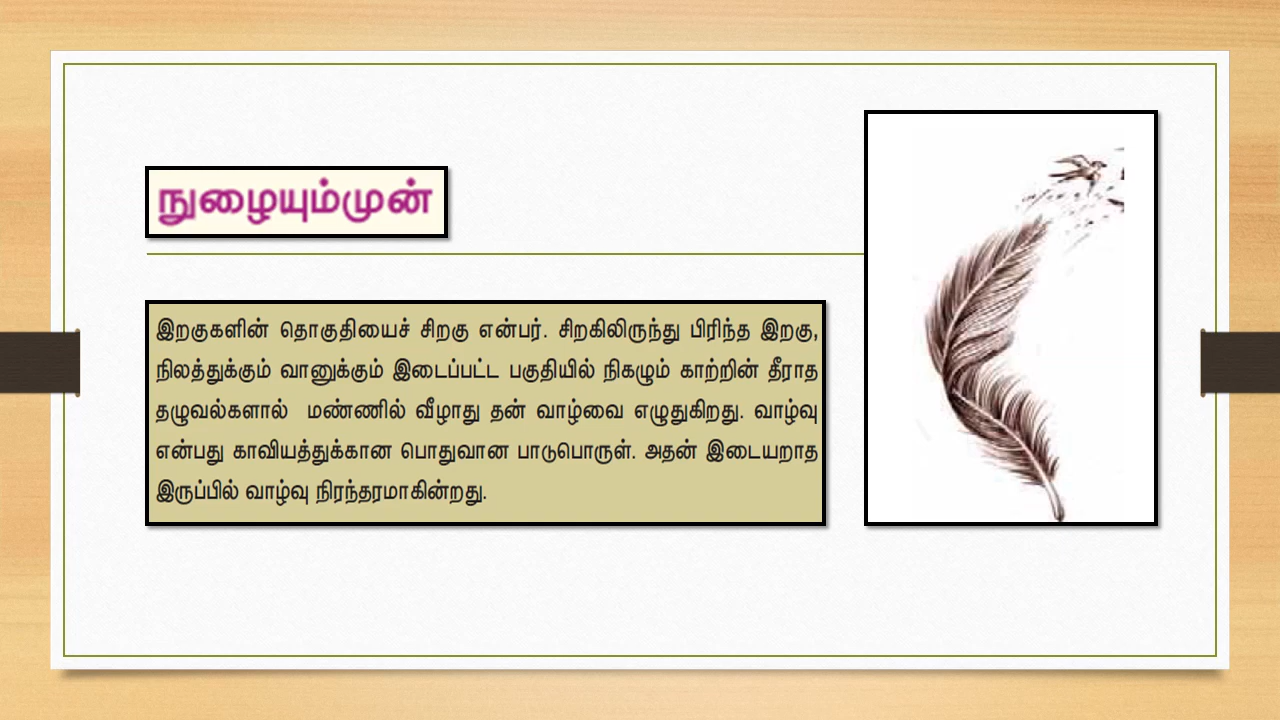 நுழையும்முன்
இறகுகளின் தொகுதியைச் சிறகு என்பர். சிறகிலிருந்து பிரிந்த இறகு,
நிலத்துக்கும் வானுக்கும் இடைப்பட்ட பகுதியில் நிகழும் காற்றின் தீராத
தழுவல்களால் மண்ணில் வீழாது தன் வாழ்வை எழுதுகிறது. வாழ்வு
என்பது காவியத்துக்கான பொதுவான பாடுபொருள். அதன் இடையறாத
இருப்பில் வாழ்வு நிரந்தரமாகின்றது.